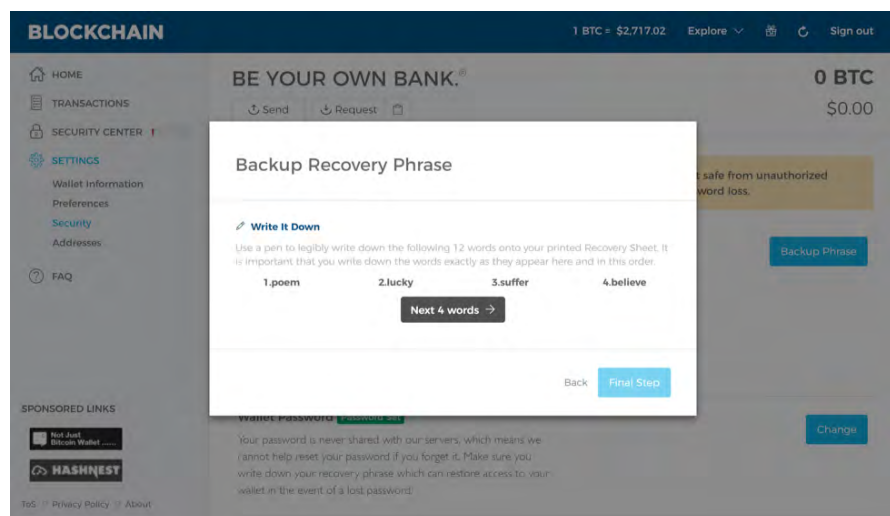 BLOCKCHAIN
1 BTC = $2,717.02 Explore Sign out
HOME
TRANSACTIONS
SECURITY CENTER !
SETTINGS
Wallet Information
Preferences
Security
Addresses
FAQ
SPONSORED LINKS
Not Just
Bitcoin Wallet
HASHNEST
ToS Privacy Policy About
BE YOUR OWN BANK.®
0 BTC
$0.00
Send Request
t safe from unauthorized
word loss.
Backup Phrase
Backup Recovery Phrase
Write It Down
Use a pen to legibly write down the following 12 words onto your printed Recovery Sheet. It
is important that you write down the words exactly as they appear here and in this order.
1.poem 2.lucky 3.suffer 4.believe
Next 4 words →
Back Final Step
Wallet Password Password Set
Your password is never shared with our servers, which means we
cannot help reset your password if you forget it. Make sure you
write down your recovery phrase which can restore access to your
wallet in the event of a lost password.
Change